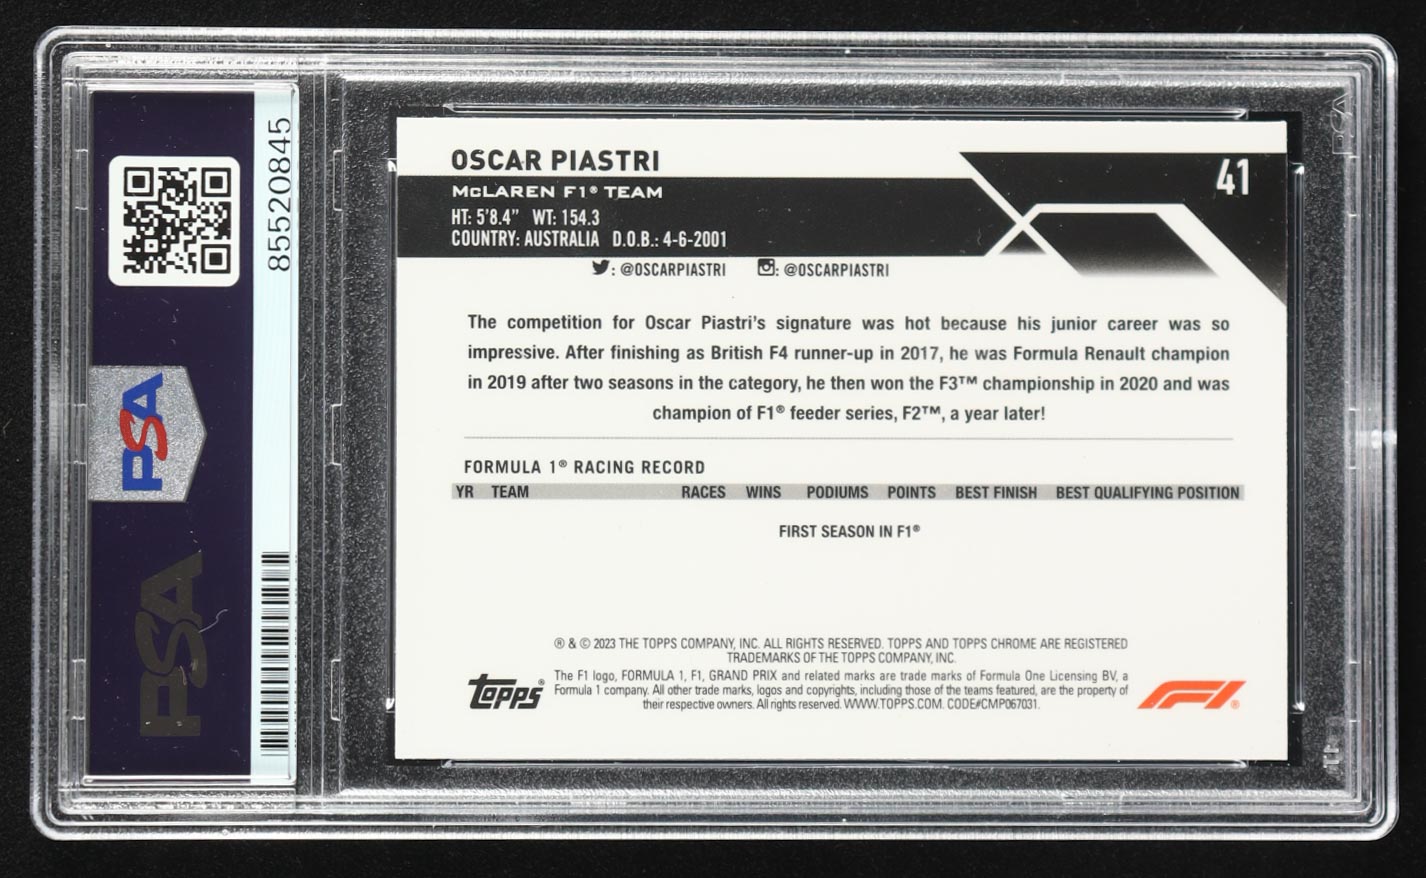 85520845
PSA
PSA
OSCAR PIASTRI
41
McLAREN F1® TEAM
HT: 5'8.4" WT: 154.3
COUNTRY: AUSTRALIA D.O.B.: 4-6-2001
: @OSCARPIASTRI : @OSCARPIASTRI
The competition for Oscar Piastri's signature was hot because his junior career was so
impressive. After finishing as British F4 runner-up in 2017, he was Formula Renault champion
in 2019 after two seasons in the category, he then won the F3™ championship in 2020 and was
champion of F1® feeder series, F2™, a year later!
FORMULA 1® RACING RECORD
YR TEAM RACES WINS PODIUMS POINTS BEST FINISH BEST QUALIFYING POSITION
FIRST SEASON IN F1®
® & © 2023 THE TOPPS COMPANY, INC. ALL RIGHTS RESERVED. TOPPS AND TOPPS CHROME ARE REGISTERED
TRADEMARKS OF THE TOPPS COMPANY, INC.
The F1 logo, FORMULA 1, F1, GRAND PRIX and related marks are trade marks of Formula One Licensing BV, a
Formula 1 company. All other trade marks, logos and copyrights, including those of the teams featured, are the property of
their respective owners. All rights reserved. WWW.TOPPS.COM. CODE#CMP067031.
topps®
F1®